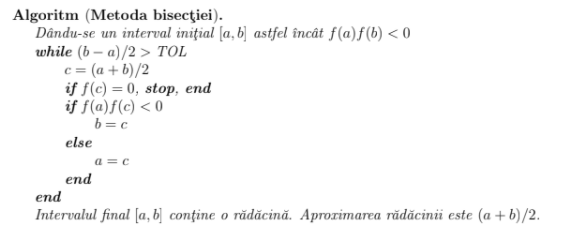 Algoritm (Metoda bisecţiei).
Dându-se un interval iniţial [a, b] astfel încât f(a)f(b) < 0
while (b − a)/2 > TOL
c = (a + b)/2
if f(c) = 0, stop, end
if f(a)f(c) < 0
b = c
else
a = c
end
end
Intervalul final [a, b] conţine o rădăcină. Aproximarea rădăcinii este (a + b)/2.